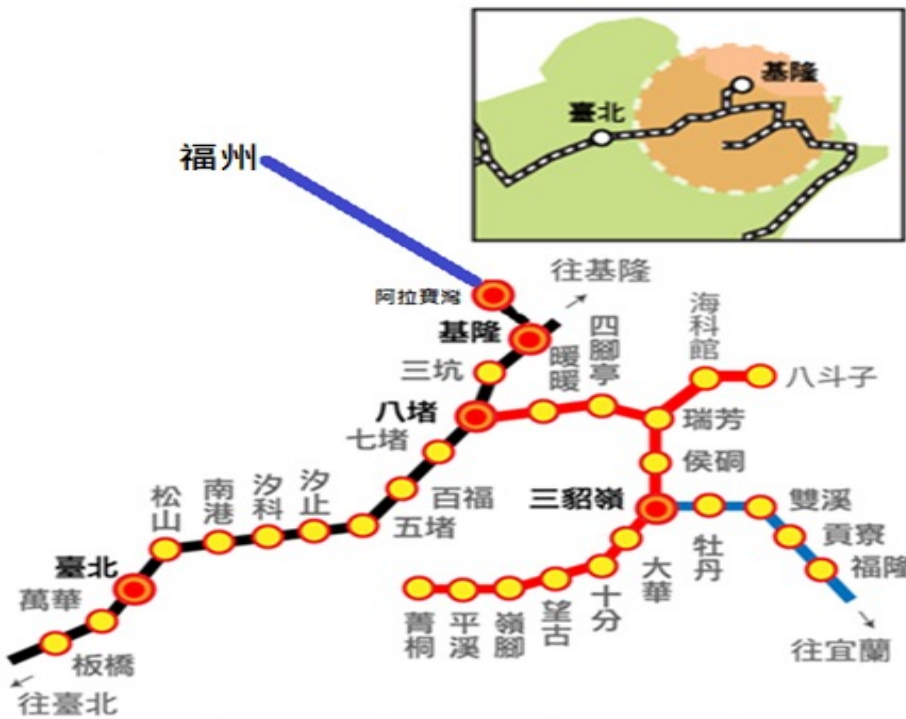 基隆
臺北
福州
往基隆
阿拉寶灣
基隆
三坑
八堵
七堵
百福
五堵
暖暖
四腳亭
海科館
八斗子
瑞芳
侯硐
三貂嶺
雙溪
貢寮
福隆
往宜蘭
牡丹
大華
十分
望古
嶺腳
平溪
菁桐
汐止
汐科
南港
松山
臺北
萬華
板橋
往臺北